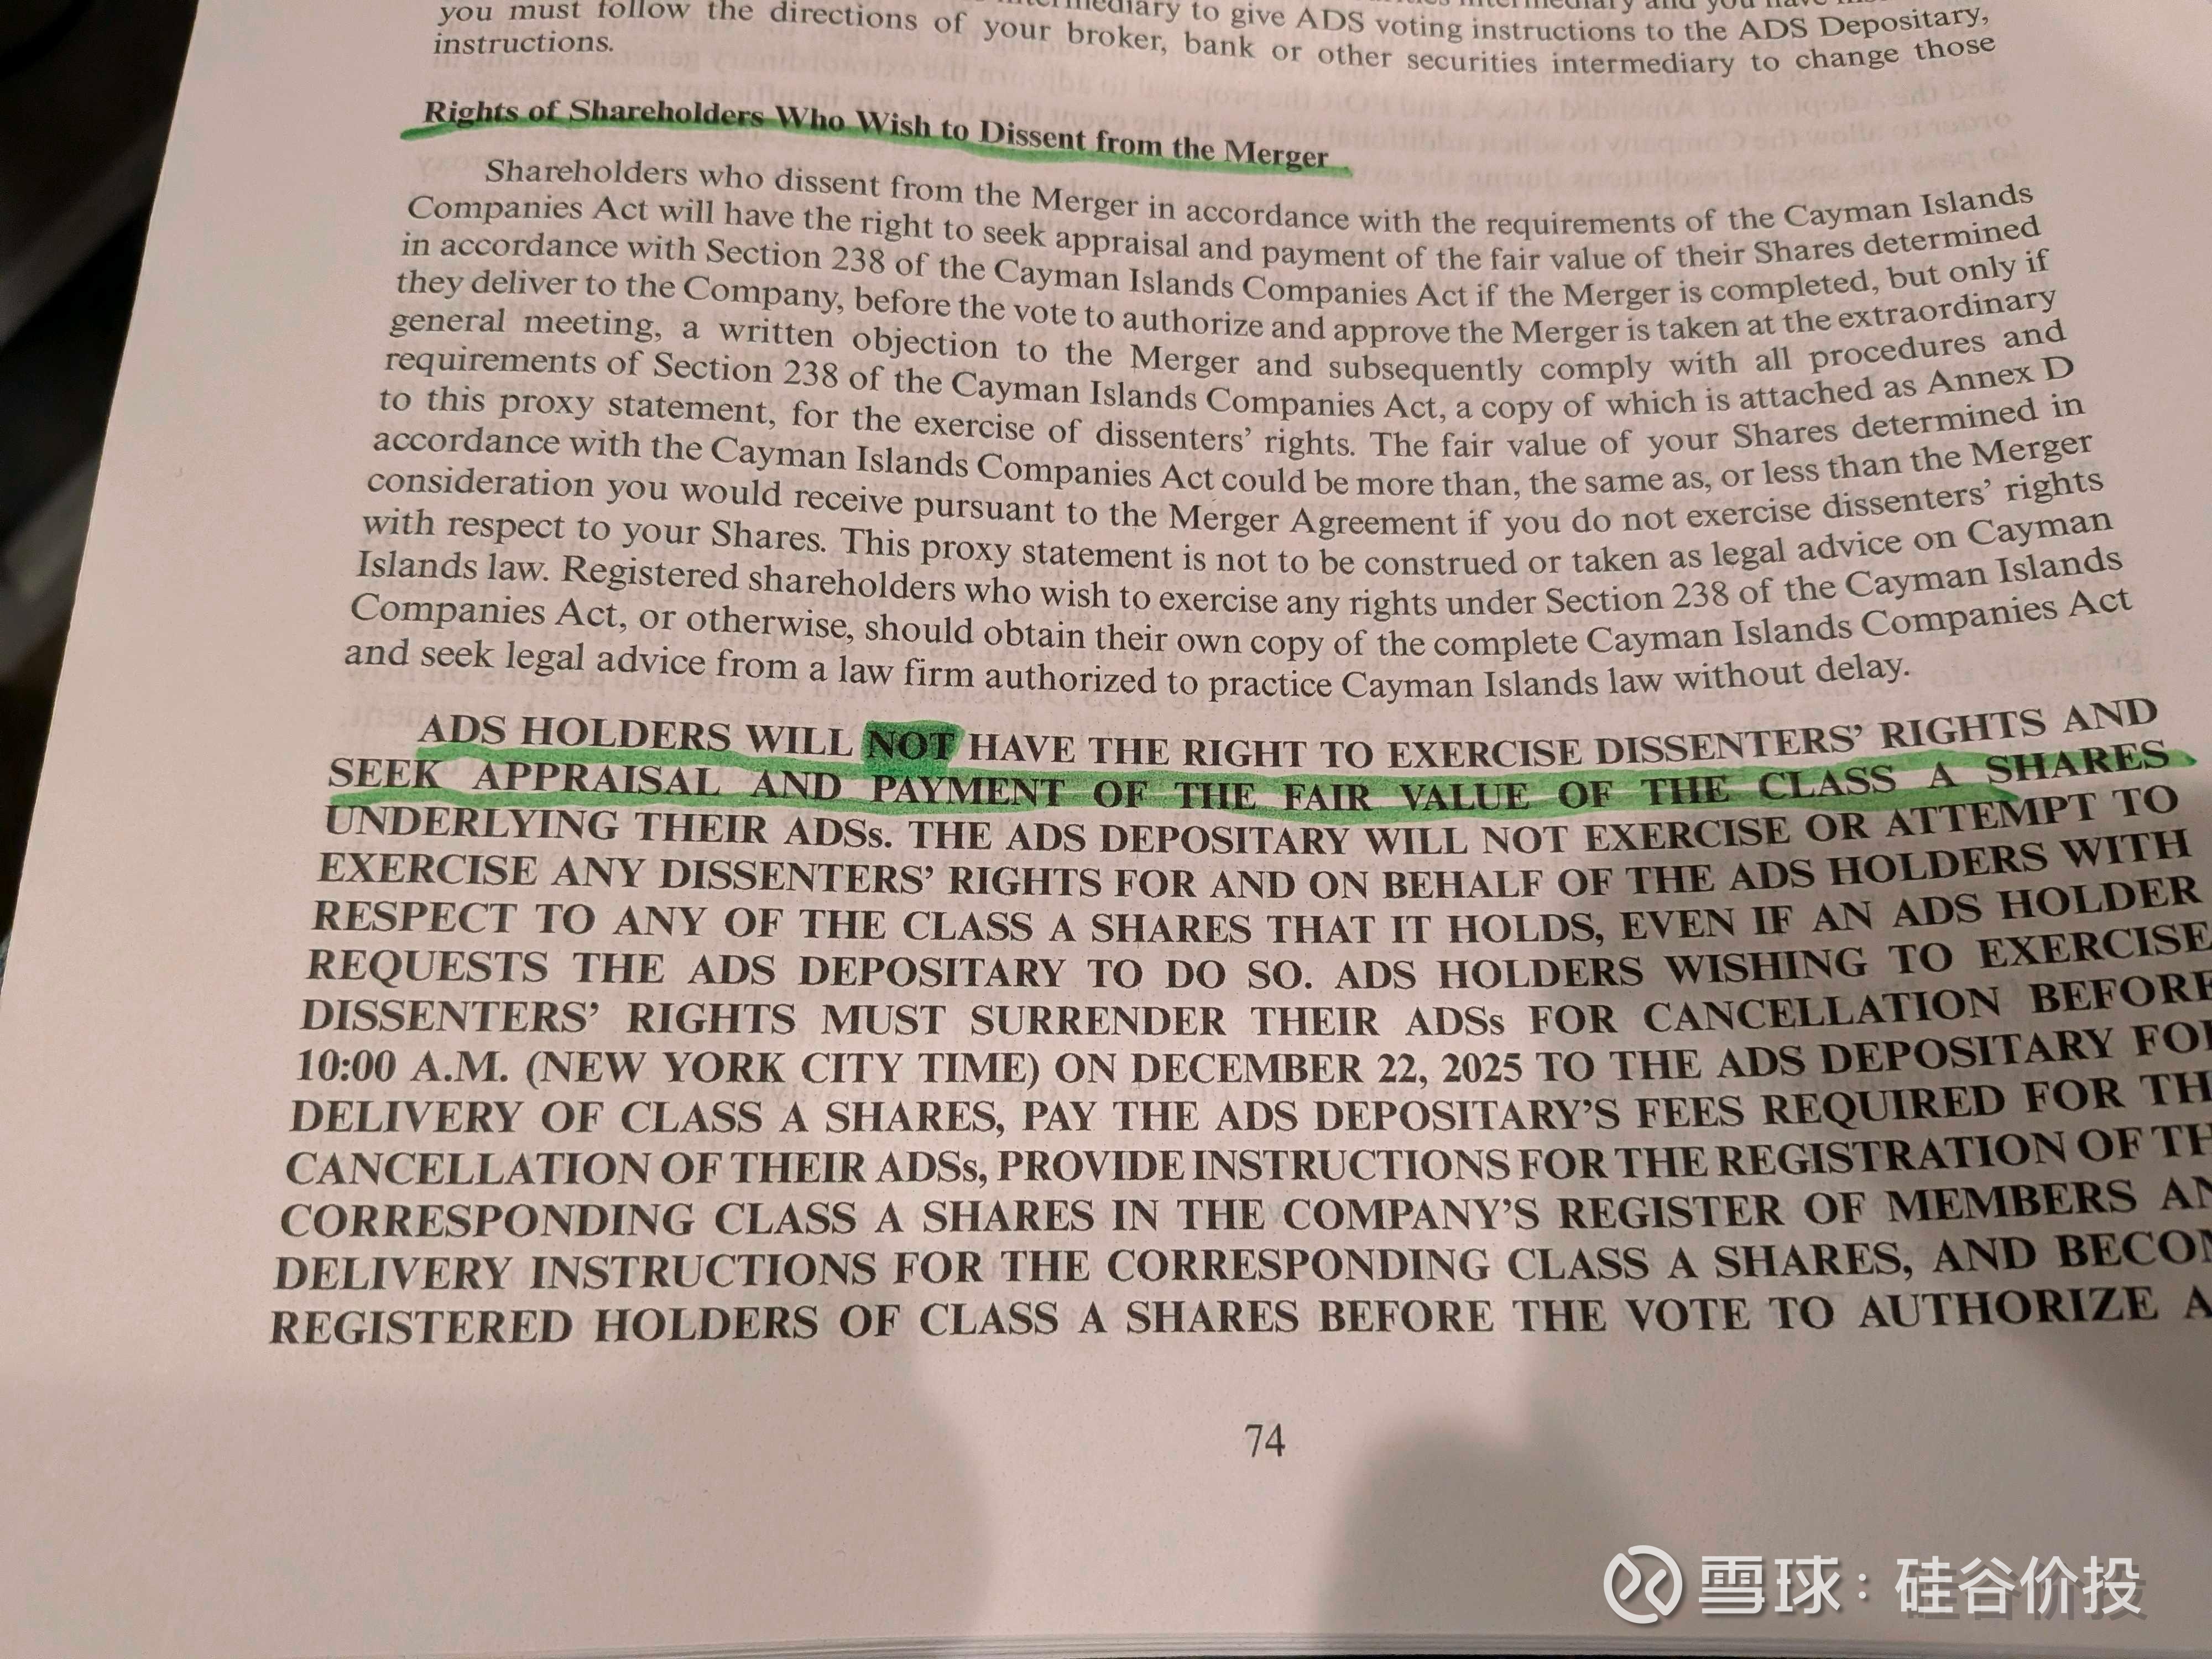 intermediary and you have
you must follow the directions of your broker, bank or other securities intermediary to change those
intermediary to give ADS voting instructions to the ADS Depositary,
instructions.
Rights of Shareholders Who Wish to Dissent from the Merger
Shareholders who dissent from the Merger in accordance with the requirements of the Cayman Islands
Companies Act will have the right to seek appraisal and payment of the fair value of their Shares determined
in accordance with Section 238 of the Cayman Islands Companies Act if the Merger is completed, but only if
they deliver to the Company, before the vote to authorize and approve the Merger is taken at the extraordinary
general meeting, a written objection to the Merger and subsequently comply with all procedures and
requirements of Section 238 of the Cayman Islands Companies Act, a copy of which is attached as Annex D
to this proxy statement, for the exercise of dissenters’ rights. The fair value of your Shares determined in
accordance with the Cayman Islands Companies Act could be more than, the same as, or less than the Merger
consideration you would receive pursuant to the Merger Agreement if you do not exercise dissenters’ rights
with respect to your Shares. This proxy statement is not to be construed or taken as legal advice on Cayman
Islands law. Registered shareholders who wish to exercise any rights under Section 238 of the Cayman Islands
Companies Act, or otherwise, should obtain their own copy of the complete Cayman Islands Companies Act
and seek legal advice from a law firm authorized to practice Cayman Islands law without delay.
ADS HOLDERS WILL NOT HAVE THE RIGHT TO EXERCISE DISSENTERS’ RIGHTS AND
SEEK APPRAISAL AND PAYMENT OF THE FAIR VALUE OF THE CLASS A SHARES
UNDERLYING THEIR ADSs. THE ADS DEPOSITARY WILL NOT EXERCISE OR ATTEMPT TO
EXERCISE ANY DISSENTERS’ RIGHTS FOR AND ON BEHALF OF THE ADS HOLDERS WITH
RESPECT TO ANY OF THE CLASS A SHARES THAT IT HOLDS, EVEN IF AN ADS HOLDER
REQUESTS THE ADS DEPOSITARY TO DO SO. ADS HOLDERS WISHING TO EXERCISE
DISSENTERS’ RIGHTS MUST SURRENDER THEIR ADSs FOR CANCELLATION BEFORE
10:00 A.M. (NEW YORK CITY TIME) ON DECEMBER 22, 2025 TO THE ADS DEPOSITARY FO
DELIVERY OF CLASS A SHARES, PAY THE ADS DEPOSITARY’S FEES REQUIRED FOR TH
CANCELLATION OF THEIR ADSs, PROVIDE INSTRUCTIONS FOR THE REGISTRATION OF TH
CORRESPONDING CLASS A SHARES IN THE COMPANY’S REGISTER OF MEMBERS AN
DELIVERY INSTRUCTIONS FOR THE CORRESPONDING CLASS A SHARES, AND BECO
REGISTERED HOLDERS OF CLASS A SHARES BEFORE THE VOTE TO AUTHORIZE A
74
雪球：硅谷价投